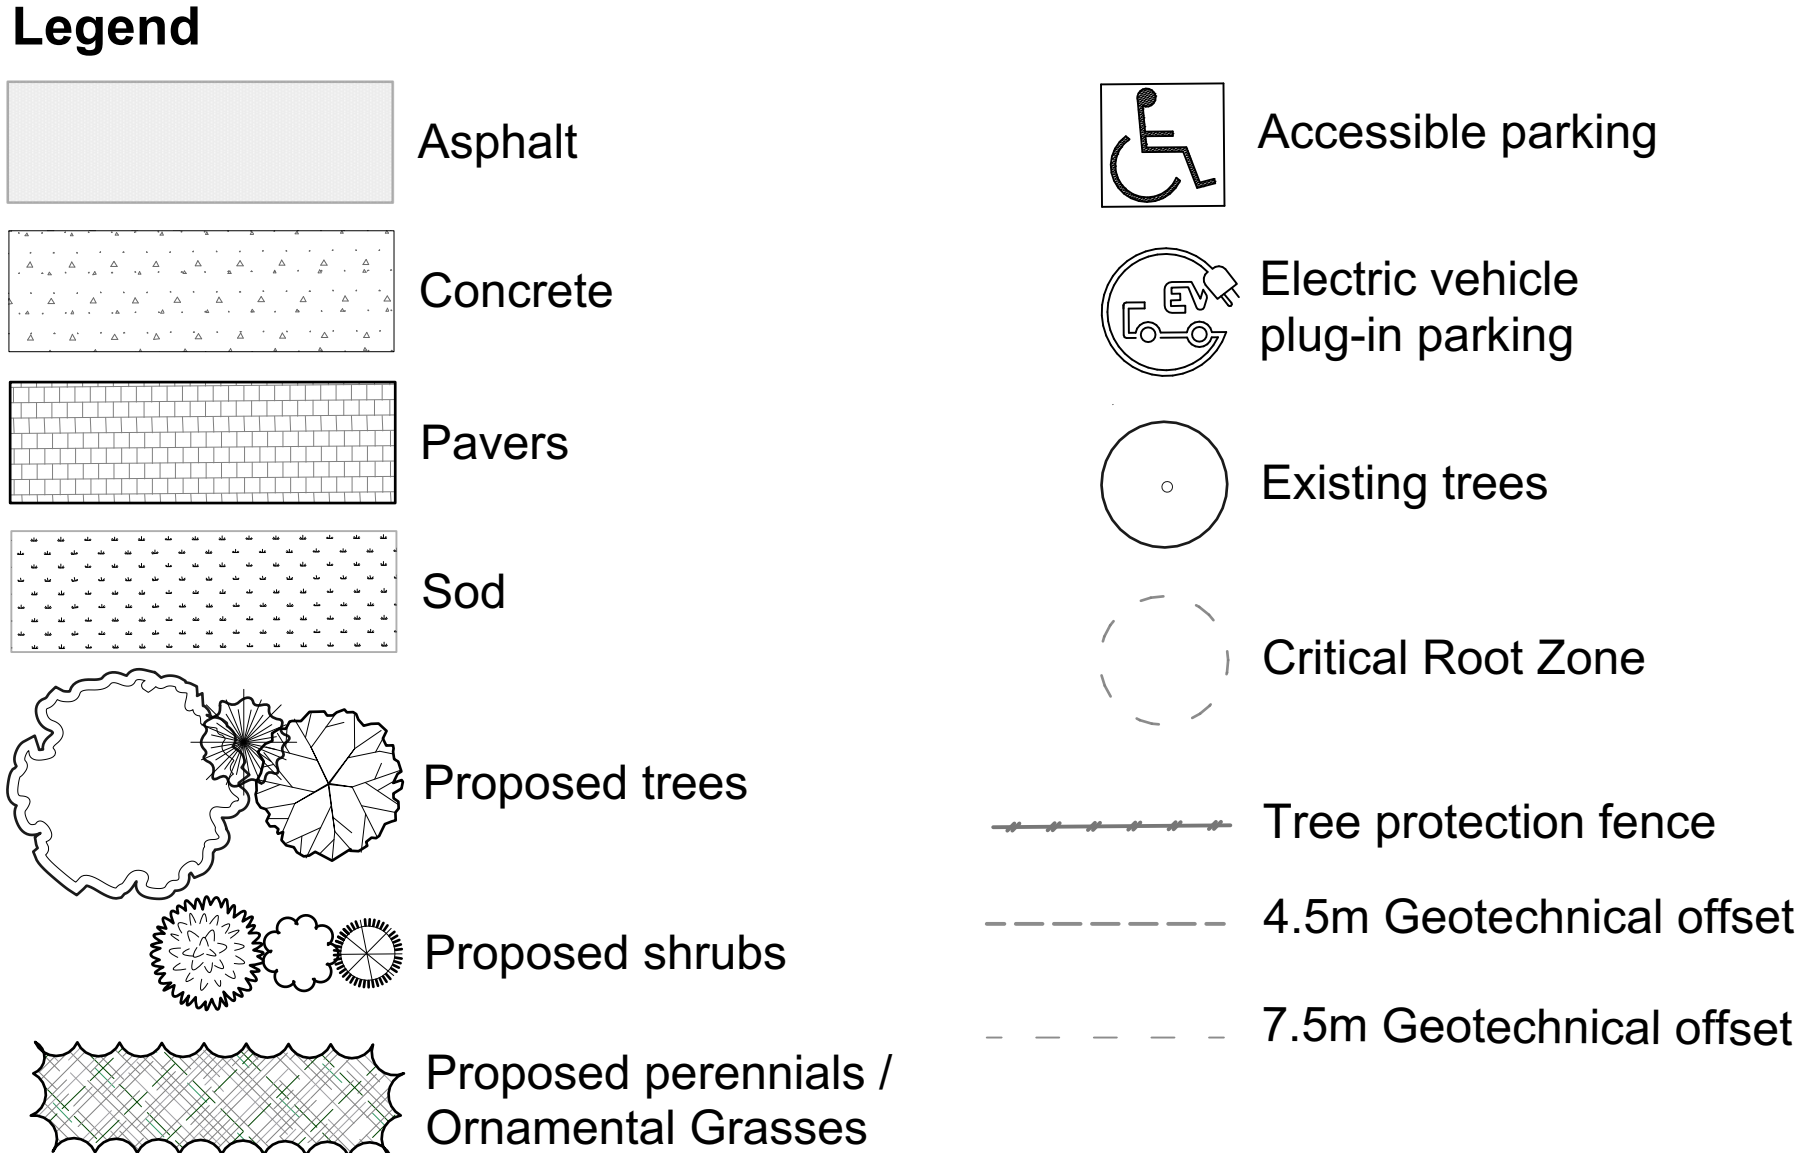 Legend
Asphalt
Concrete
Pavers
Sod
Proposed trees
Proposed shrubs
Proposed perennials /
Ornamental Grasses
Accessible parking
EV
Electric vehicle
plug-in parking
Existing trees
Critical Root Zone
Tree protection fence
4.5m Geotechnical offset
7.5m Geotechnical offset